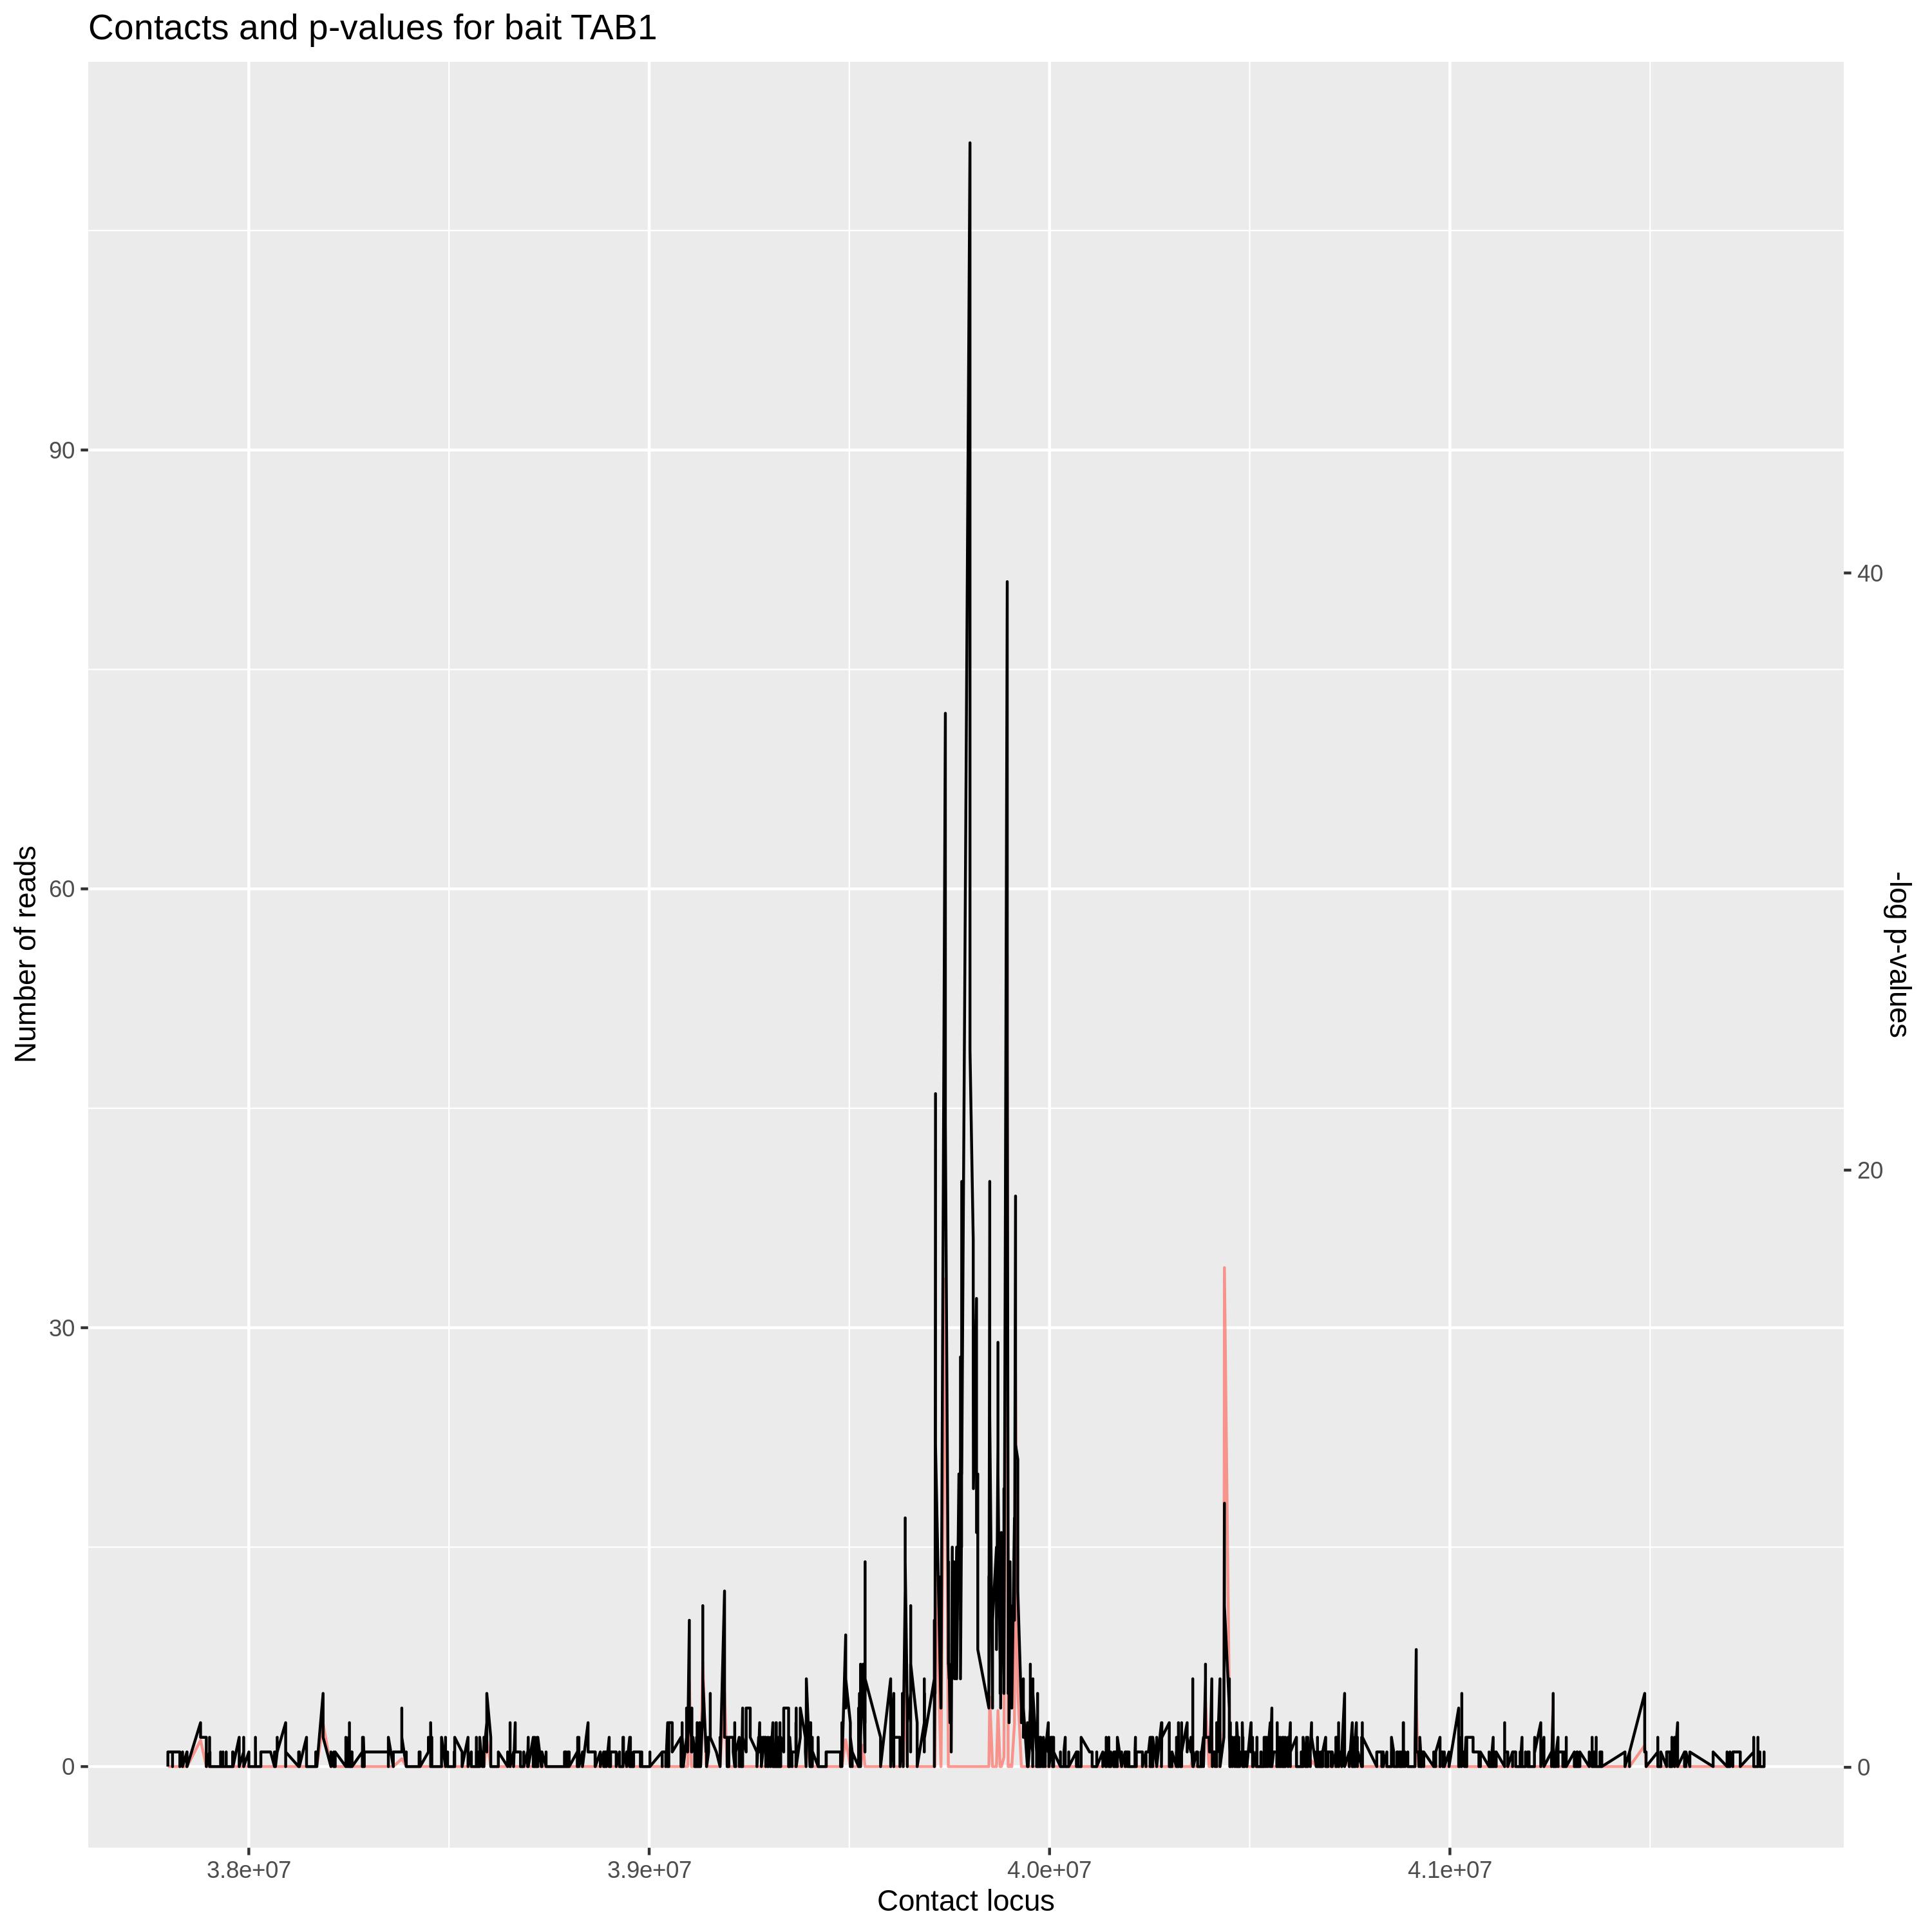 Contacts and p-values for bait TAB1
Number of reads
90
60
30
0
40
20
0
-log p-values
3.8e+07
3.9e+07
4.0e+07
4.1e+07
Contact locus